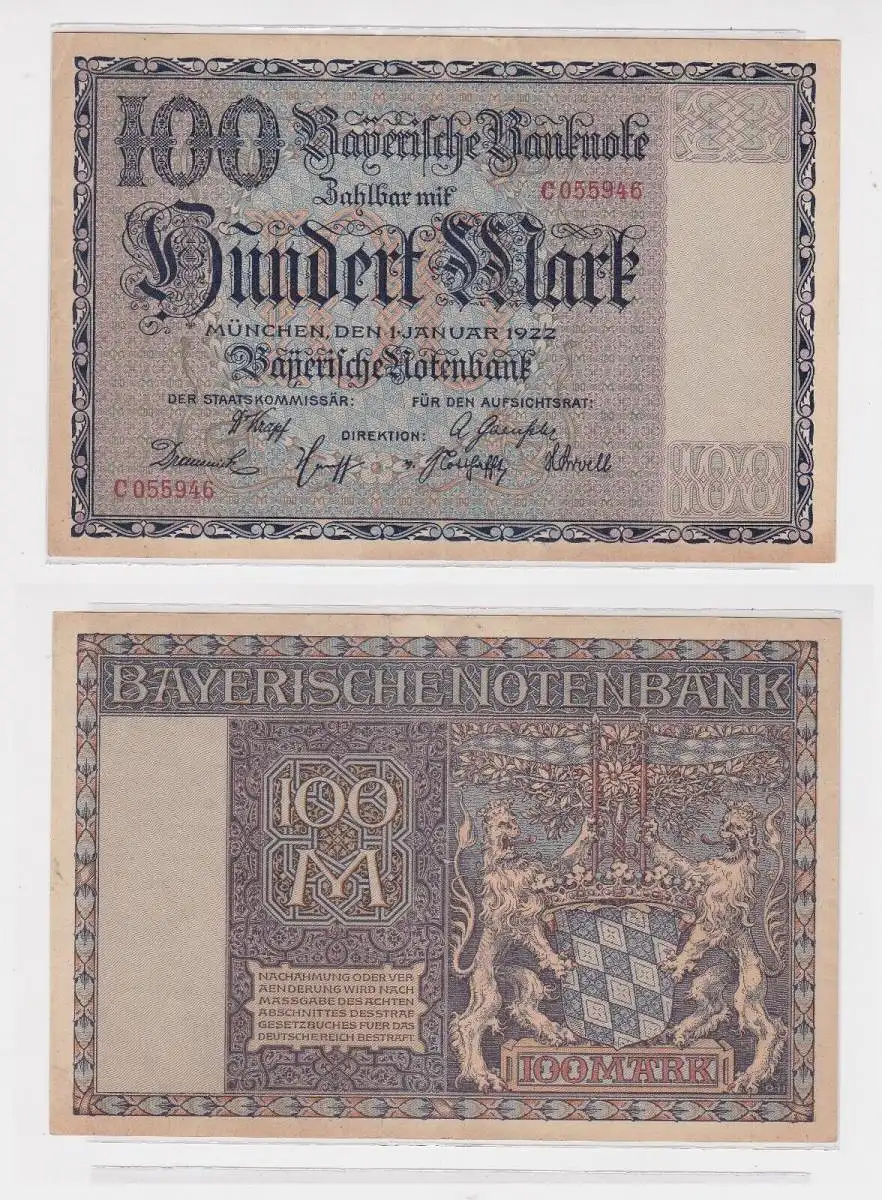 100 Bayerische Banknote
Zahlbar mit C 055946
Hundert Mark
MÜNCHEN, DEN 1·JANUAR 1922
Bayerische Notenbank
DER STAATSKOMMISSÄR: FÜR DEN AUFSICHTSRAT:
DIREKTION:
C 055946
100
BAYERISCHE NOTENBANK
100
M
NACHAHMUNG ODER VER
AENDERUNG WIRD NACH
MASSGABE DES ACHTEN
ABSCHNITTES DES STRAF
GESETZBUCHES FUER DAS
DEUTSCHE REICH BESTRAFT.
100 MARK